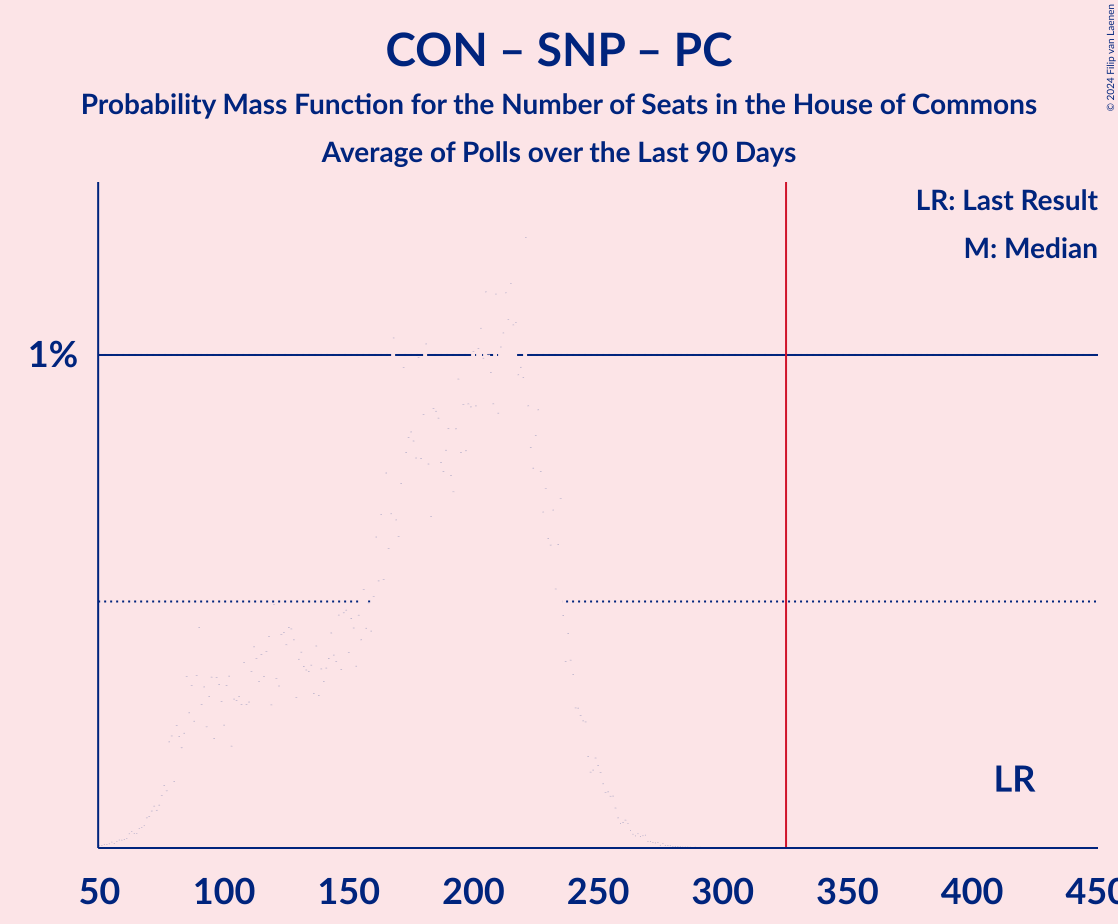 CON – SNP – PC
Probability Mass Function for the Number of Seats in the House of Commons
Average of Polls over the Last 90 Days
© 2024 Filip van Laenen
LR: Last Result
M: Median
1%
LR
50 100 150 200 250 300 350 400 450